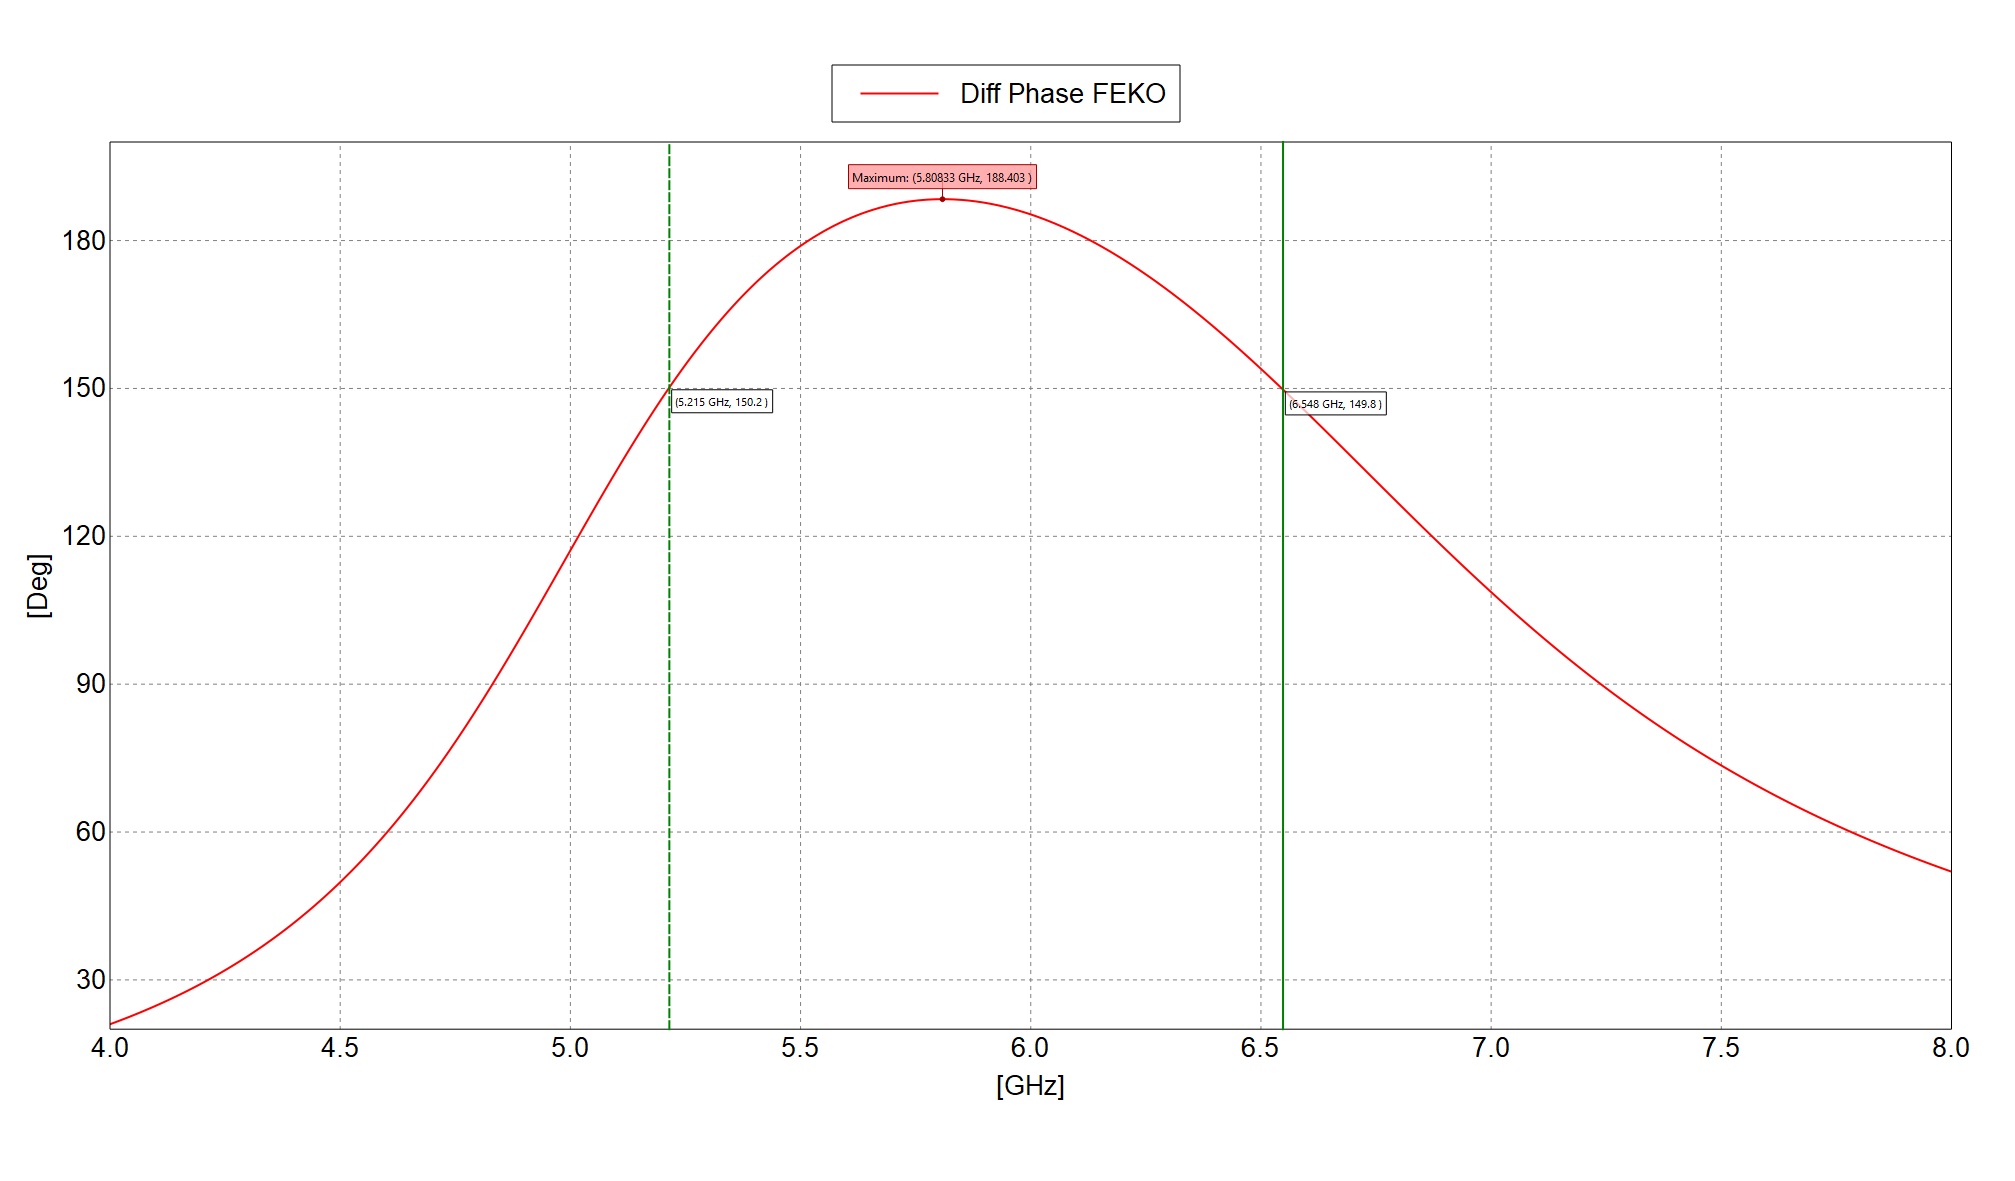 Diff Phase FEKO
Maximum: (5.80833 GHz, 188.403 )
180
150
(5.215 GHz, 150.2 )
(6.548 GHz, 149.8 )
120
[Deg]
90
60
30
4.0 4.5 5.0 5.5 6.0 6.5 7.0 7.5 8.0
[GHz]